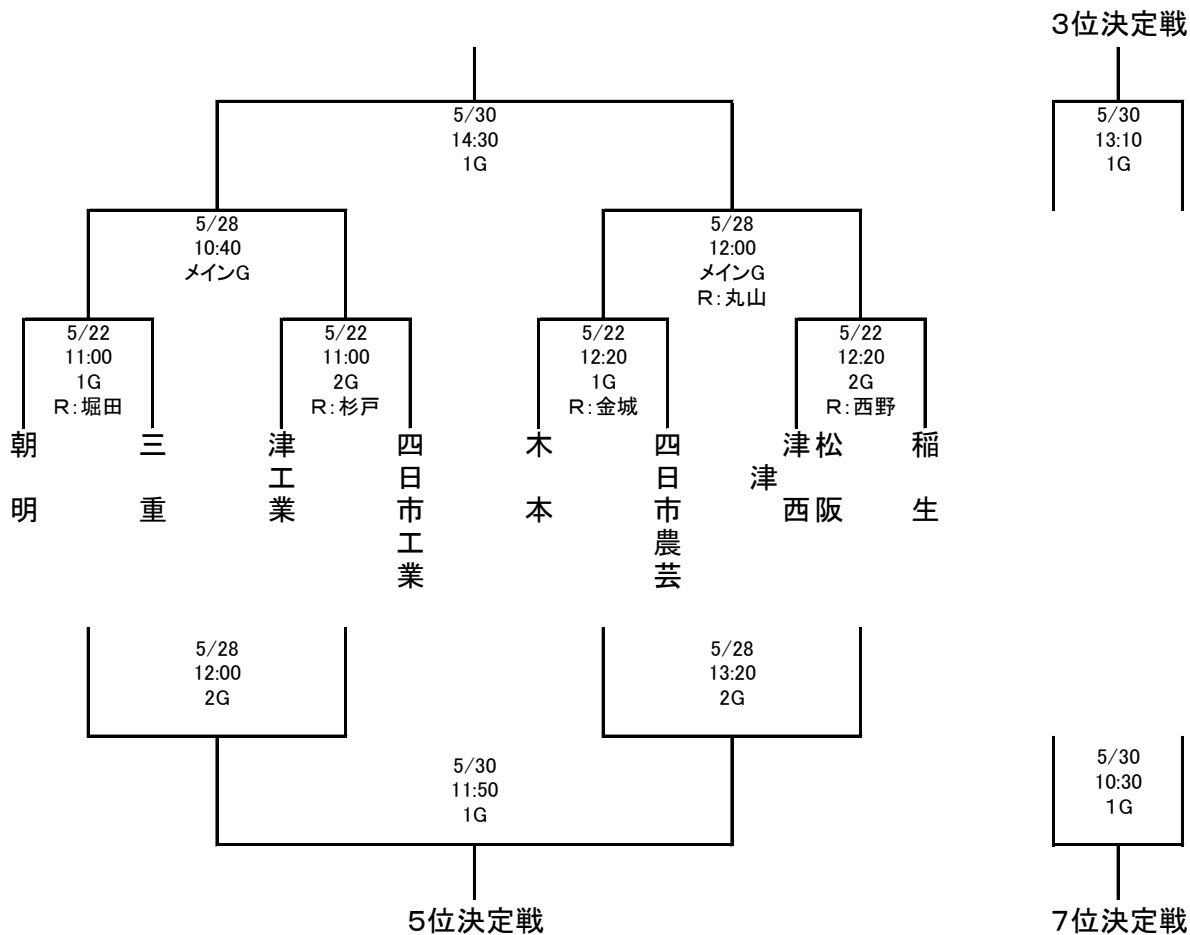 3位決定戦
5/30
14:30
1G
5/30
13:10
1G
5/28
10:40
メインG
5/28
12:00
メインG
R:丸山
5/22
11:00
1G
R:堀田
5/22
11:00
2G
R:杉戸
5/22
12:20
1G
R:金城
5/22
12:20
2G
R:西野
朝明
三重
津工業
四日市工業
木本
四日市農芸
津
津西
松阪
稲生
5/28
12:00
2G
5/28
13:20
2G
5/30
11:50
1G
5/30
10:30
1G
5位決定戦
7位決定戦